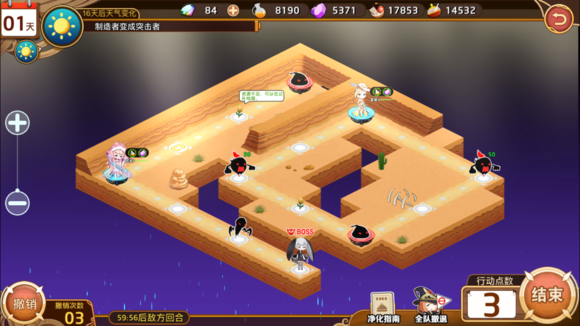 01天
16天后天气变化
84
8190
5371
17853
14532
制造者变成突击者
80
50
BOSS
撤销
撤销次数
03
59:56后敌方回合
净化指南
全队撤退
行动点数
3
结束